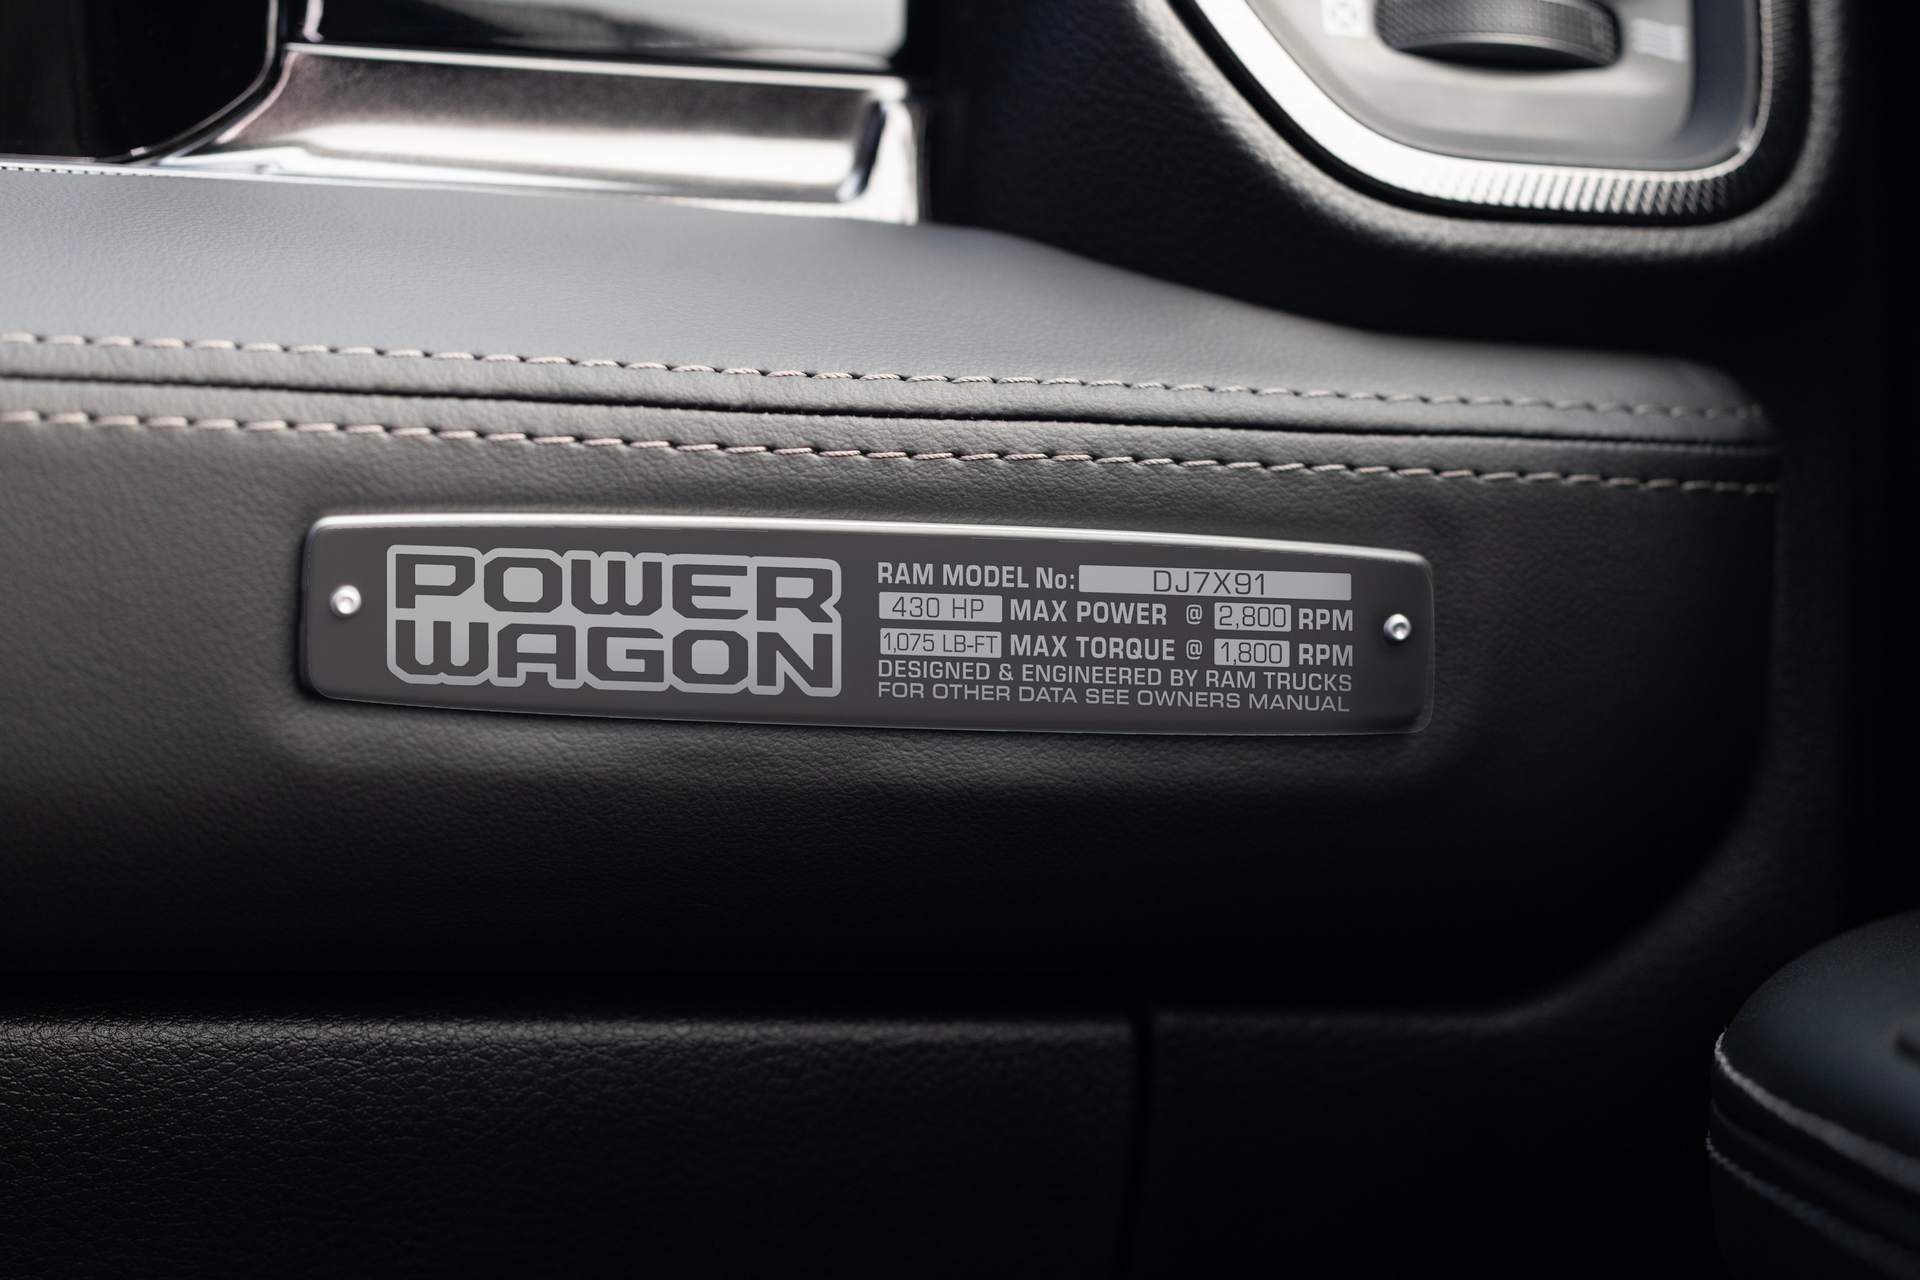 POWER
WAGON
RAM MODEL No: DJ7X91
430 HP MAX POWER @ 2,800 RPM
1,075 LB-FT MAX TORQUE @ 1,800 RPM
DESIGNED & ENGINEERED BY RAM TRUCKS
FOR OTHER DATA SEE OWNERS MANUAL